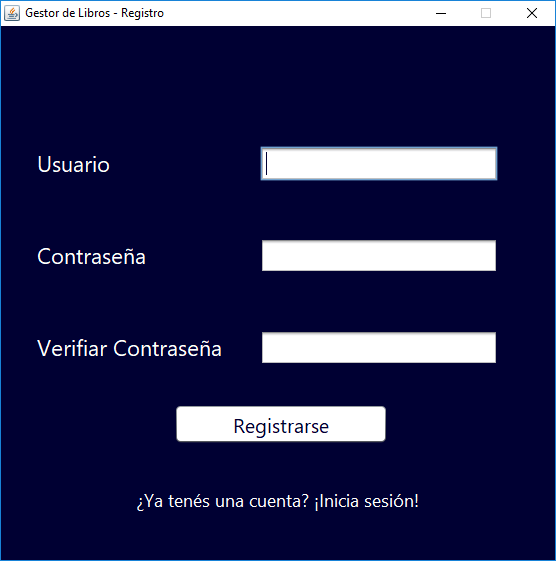 Gestor de Libros - Registro
Usuario
Contraseña
Verifiar Contraseña
Registrarse
¿Ya tenés una cuenta? ¡Inicia sesión!